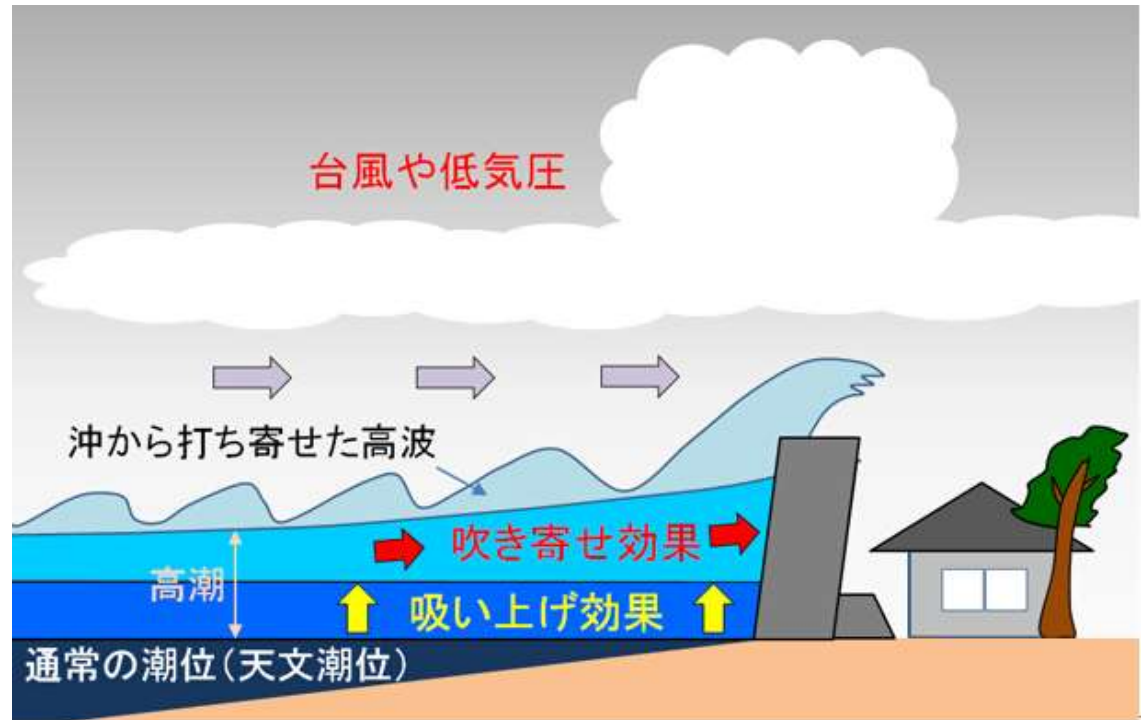 台風や低気圧
沖から打ち寄せた高波
吹き寄せ効果
高潮
吸い上げ効果
通常の潮位(天文潮位)